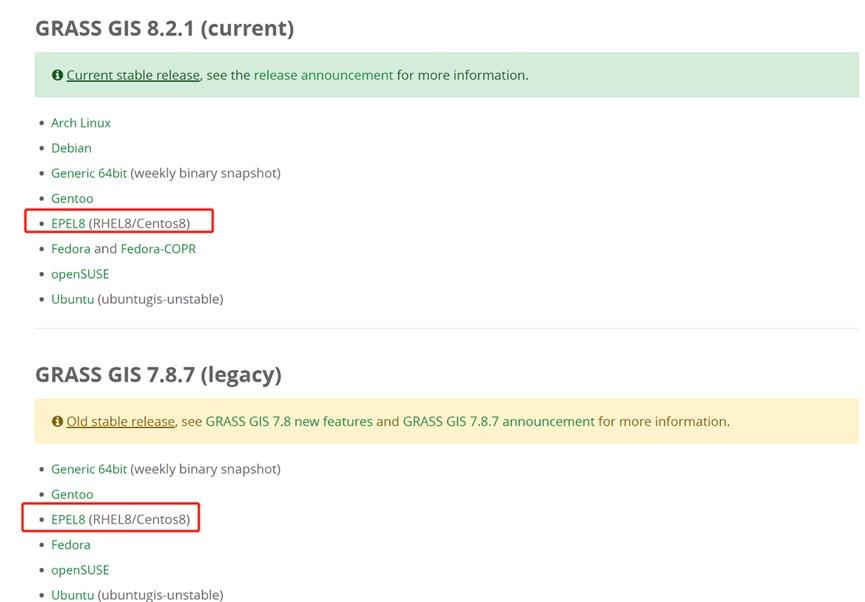 GRASS GIS 8.2.1 (current)
Current stable release, see the release announcement for more information.
Arch Linux
Debian
Generic 64bit (weekly binary snapshot)
Gentoo
EPEL8 (RHEL8/Centos8)
Fedora and Fedora-COPR
openSUSE
Ubuntu (ubuntugis-unstable)
GRASS GIS 7.8.7 (legacy)
Old stable release, see GRASS GIS 7.8 new features and GRASS GIS 7.8.7 announcement for more information.
Generic 64bit (weekly binary snapshot)
Gentoo
EPEL8 (RHEL8/Centos8)
Fedora
openSUSE
Ubuntu (ubuntugis-unstable)